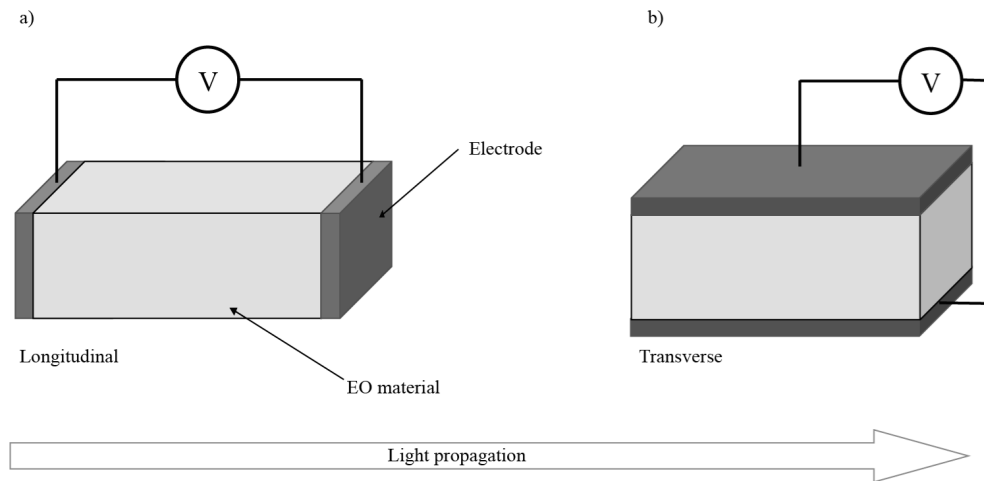 a)
b)
V
V
Electrode
Longitudinal
Transverse
EO material
Light propagation